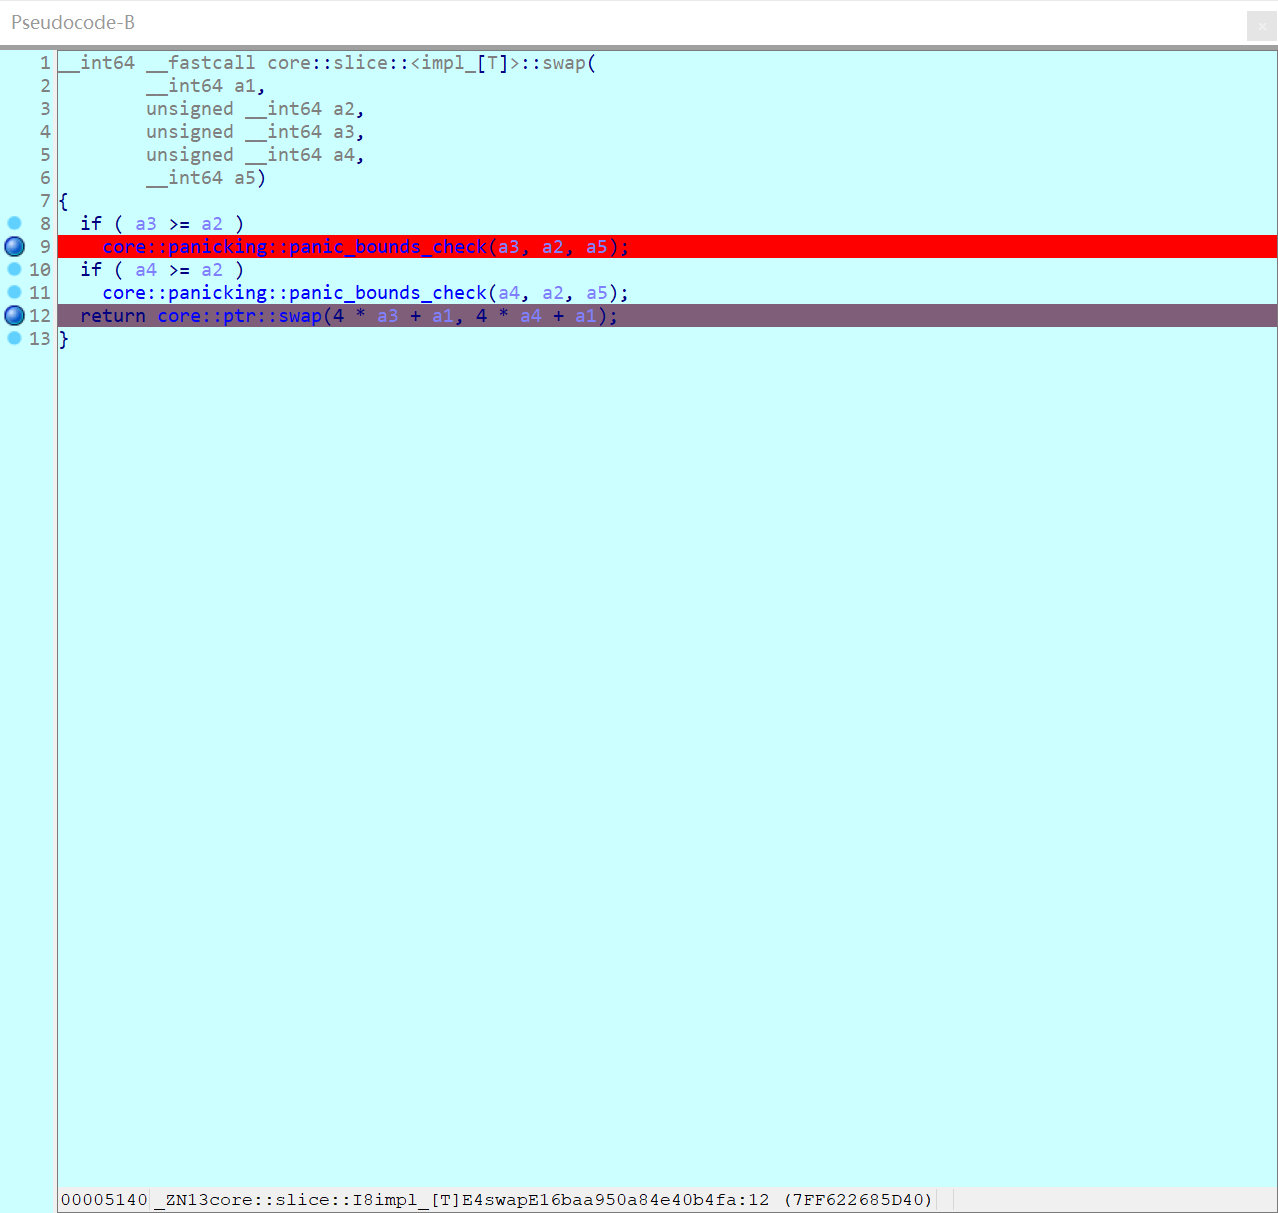 Pseudocode-B
1 __int64 __fastcall core::slice::<impl_[T]>::swap(
2 __int64 a1,
3 unsigned __int64 a2,
4 unsigned __int64 a3,
5 unsigned __int64 a4,
6 __int64 a5)
7 {
8 if ( a3 >= a2 )
9 core::panicking::panic_bounds_check(a3, a2, a5);
10 if ( a4 >= a2 )
11 core::panicking::panic_bounds_check(a4, a2, a5);
12 return core::ptr::swap(4 * a3 + a1, 4 * a4 + a1);
13 }
00005140 _ZN13core::slice::I8impl_[T]E4swapE16baa950a84e40b4fa:12 (7FF622685D40)